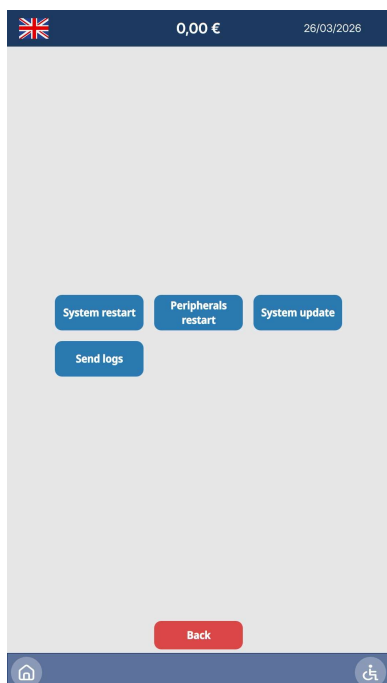 0,00 €
26/03/2026
System restart
Peripherals
restart
System update
Send logs
Back